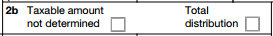 2b Taxable amount Total
not determined distribution